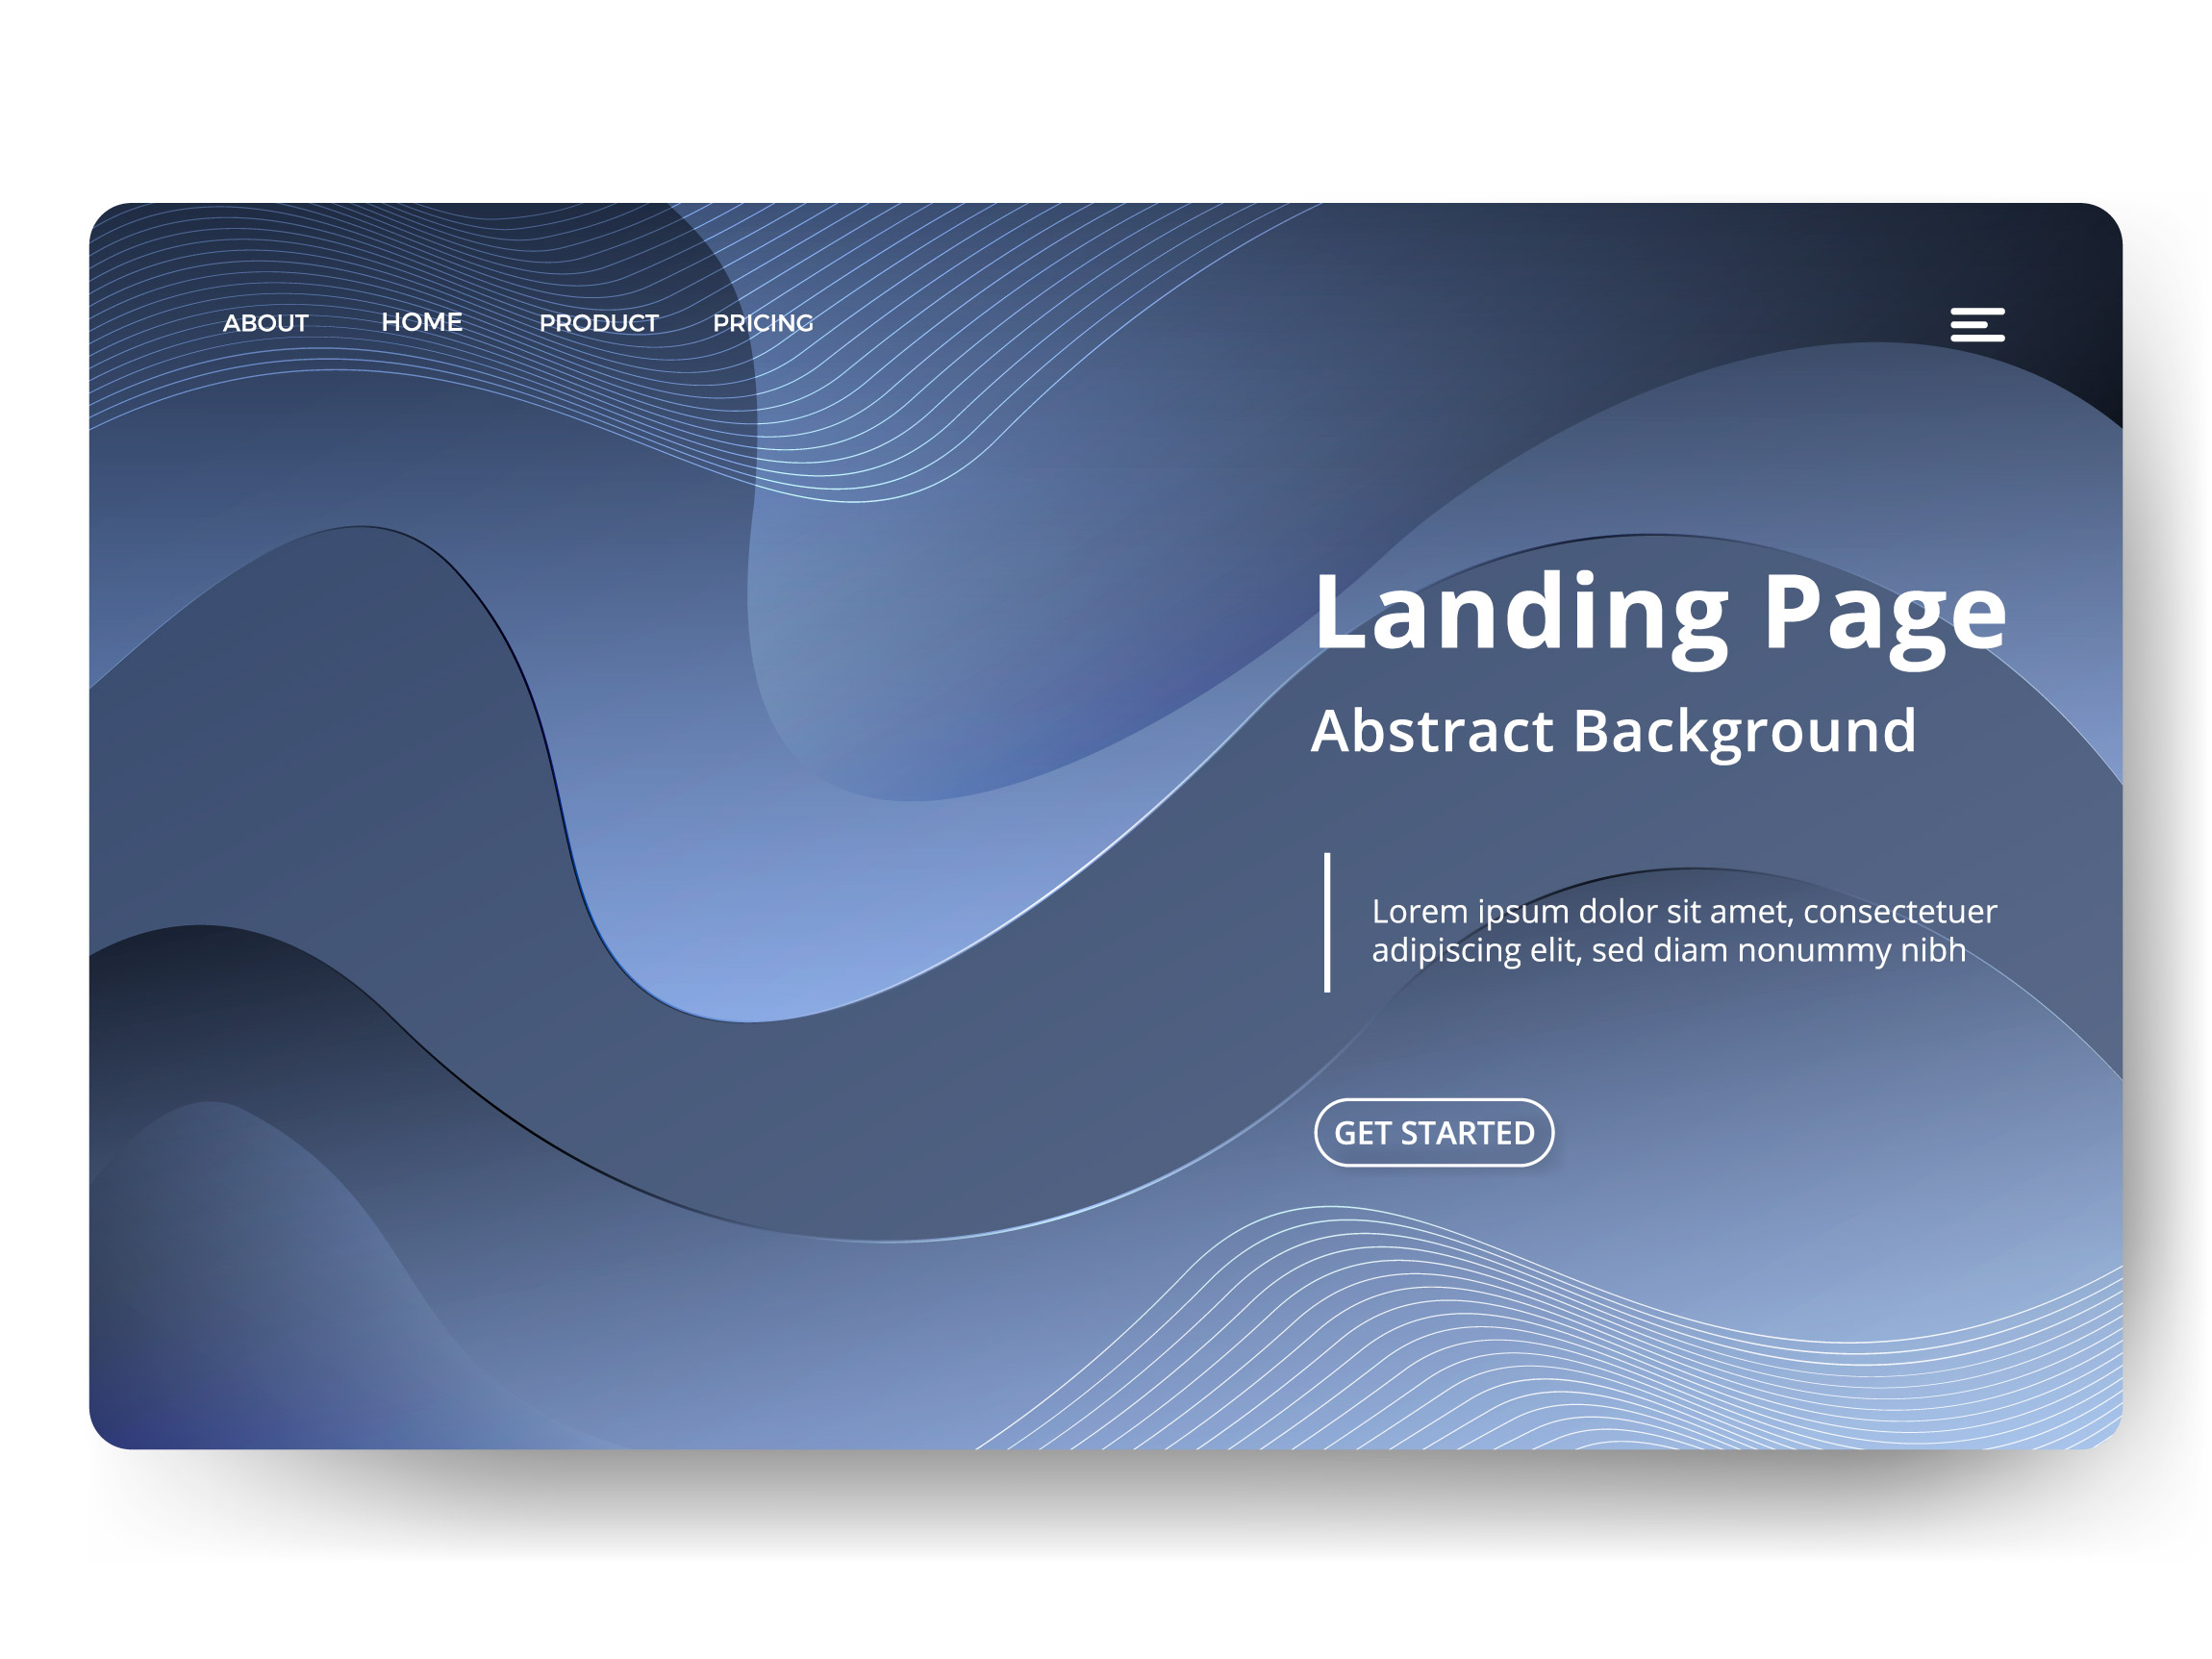 ABOUT HOME PRODUCT PRICING
Landing Page
Abstract Background
Lorem ipsum dolor sit amet, consectetuer
adipiscing elit, sed diam nonummy nibh
GET STARTED